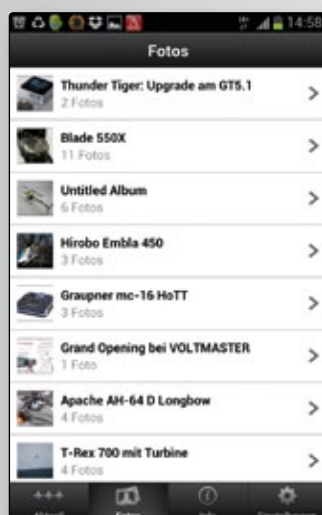 14:58
Fotos
Thunder Tiger: Upgrade am GT5.1
2 Fotos
Blade 550X
11 Fotos
Untitled Album
6 Fotos
Hirobo Embla 450
3 Fotos
Graupner mc-16 HoTT
3 Fotos
Grand Opening bei VOLTMASTER
1 Foto
Apache AH-64 D Longbow
4 Fotos
T-Rex 700 mit Turbine
4 Fotos
Fotos